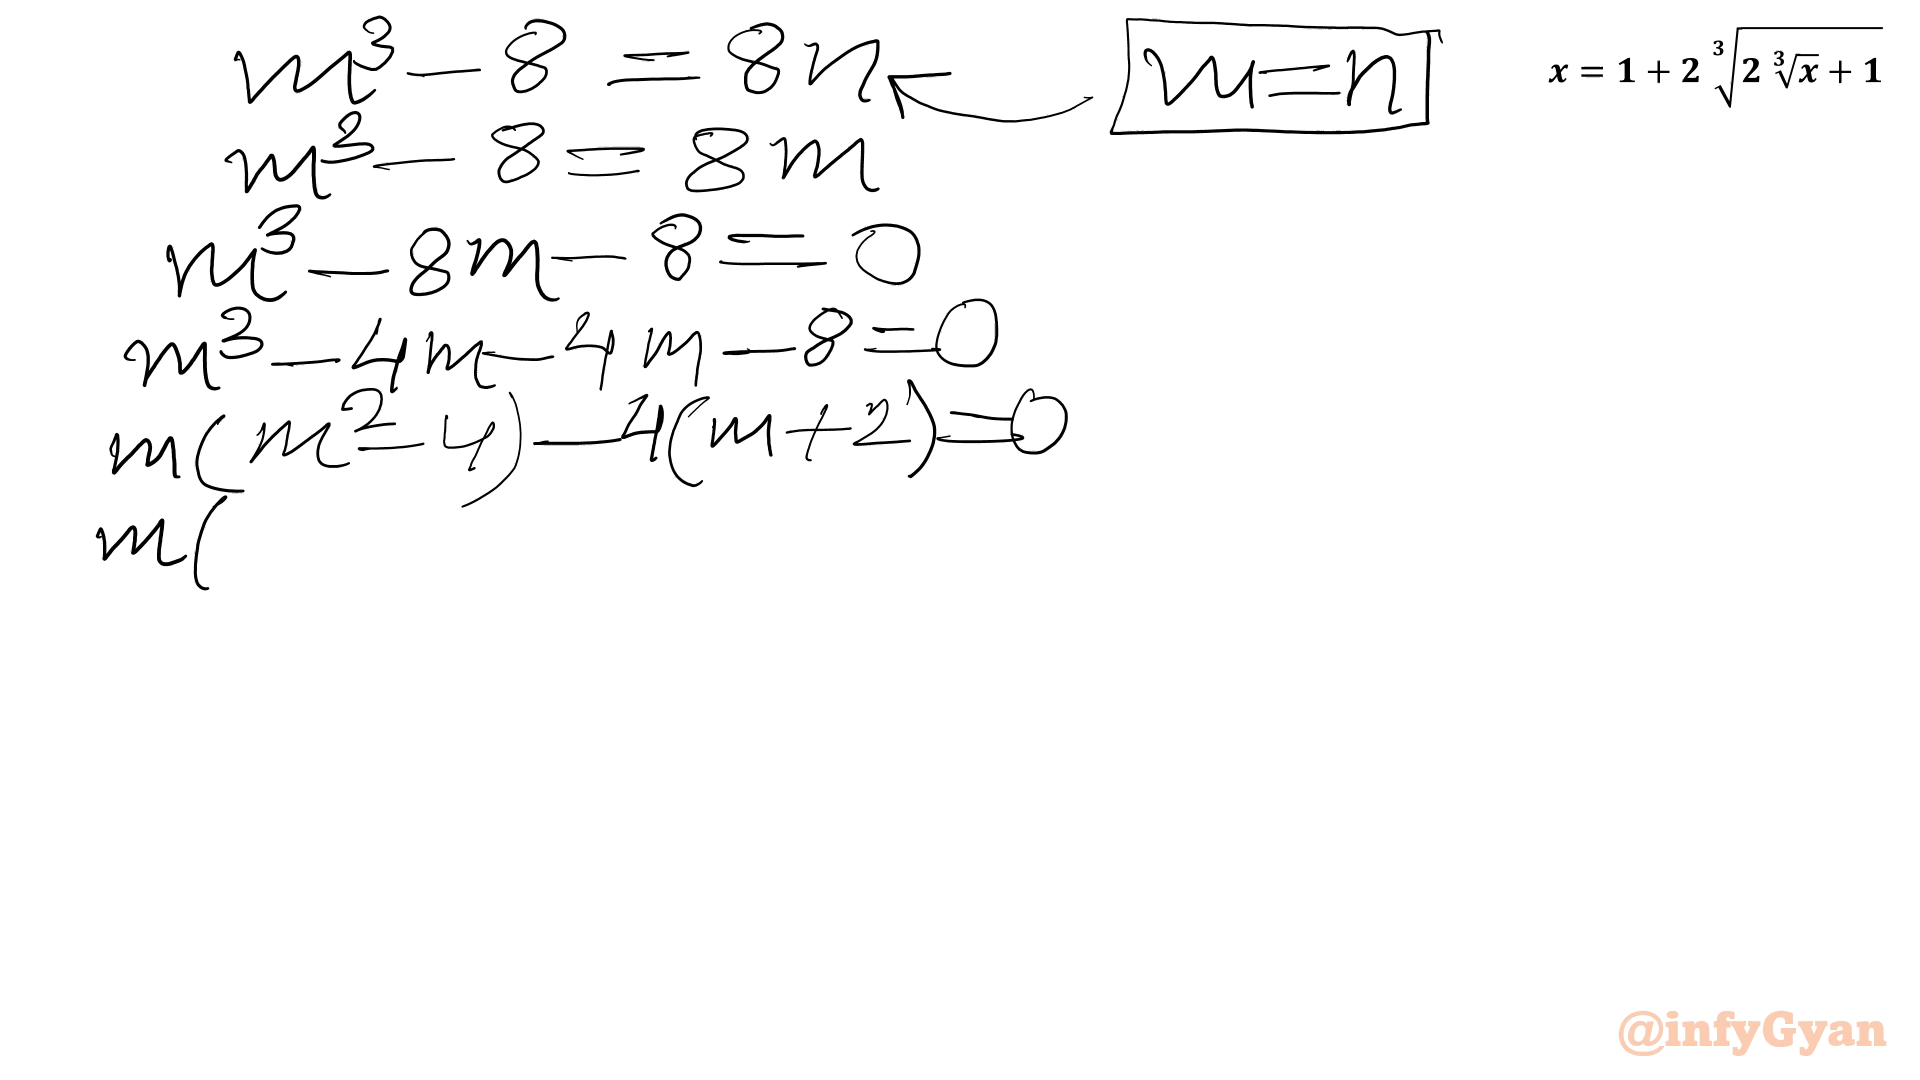 m³ - 8 = 8n
m = n
x = 1 + 2 ∛(2 ∛x + 1)
m³ - 8 = 8m
m³ - 8m - 8 = 0
m³ - 4m - 4m - 8 = 0
m(m² - 4) - 4(m + 2) = 0
m(
@infyGyan